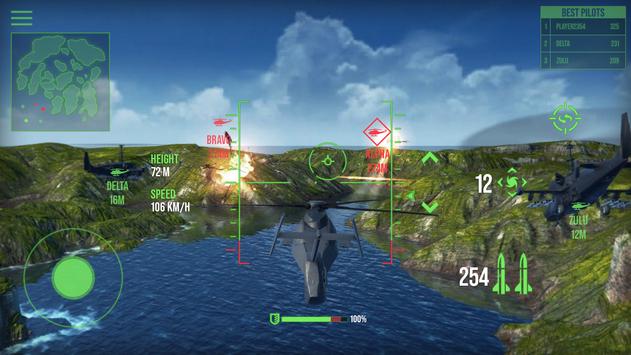 BEST PILOTS
1 PLAYER2354 325
2 DELTA 231
3 ZULU 209
BRAVO
HEIGHT
72 M
SPEED
106 KM/H
DELTA
16M
12
ZULU
12M
254
100%